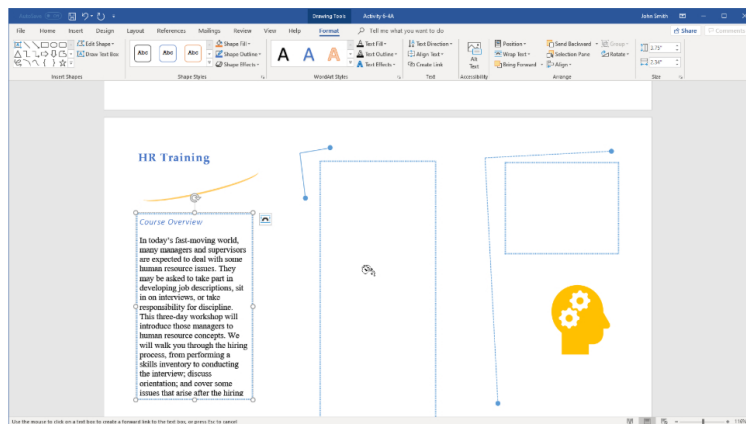 AutoSave
Drawing Tools
Activity 6-4A
John Smith
File Home Insert Draw Design Layout References Mailings Review View Help Format Tell me what you want to do
Share Comments
Edit Shape
Draw Text Box
Insert Shapes
Abc Abc Abc
Shape Fill
Shape Outline
Shape Effects
Shape Styles
A A A
Text Fill
Text Outline
Text Effects
WordArt Styles
Text Direction
Align Text
Create Link
Text
Alt
Text
Accessibility
Position
Wrap Text
Bring Forward
Send Backward
Selection Pane
Align
Group
Rotate
Arrange
Size
HR Training
Course Overview
In today's fast-moving world,
many managers and supervisors
are expected to deal with some
human resource issues. They
may be asked to take part in
developing job descriptions, sit
in on interviews, or take
responsibility for discipline.
This three-day workshop will
introduce those managers to
human resource concepts. We
will walk you through the hiring
process, from performing a
skills inventory to conducting
the interview; discuss
orientation; and cover some
issues that arise after the hiring
Use the mouse to click on a text box to create a forward link to the text box, or press Esc to cancel